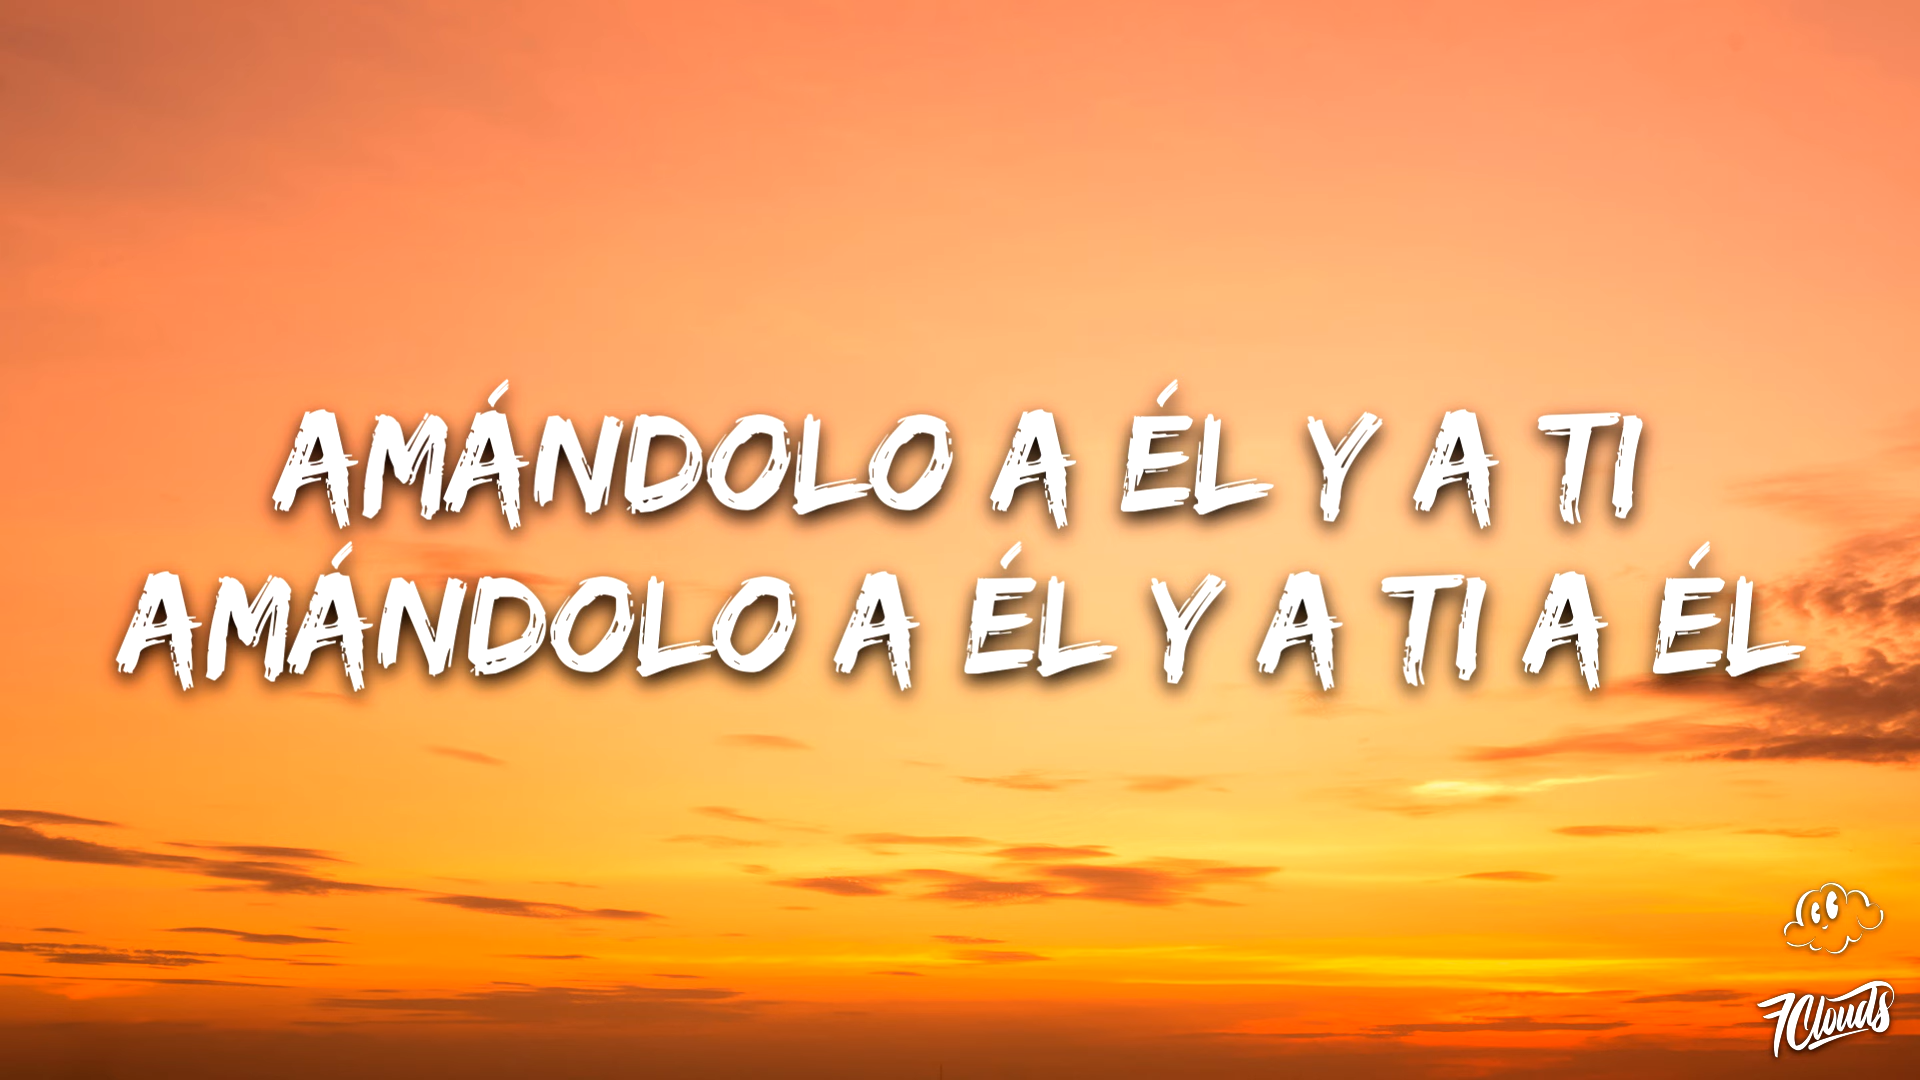 AMÁNDOLO A ÉL Y A TI
AMÁNDOLO A ÉL Y A TI A ÉL
7Clouds